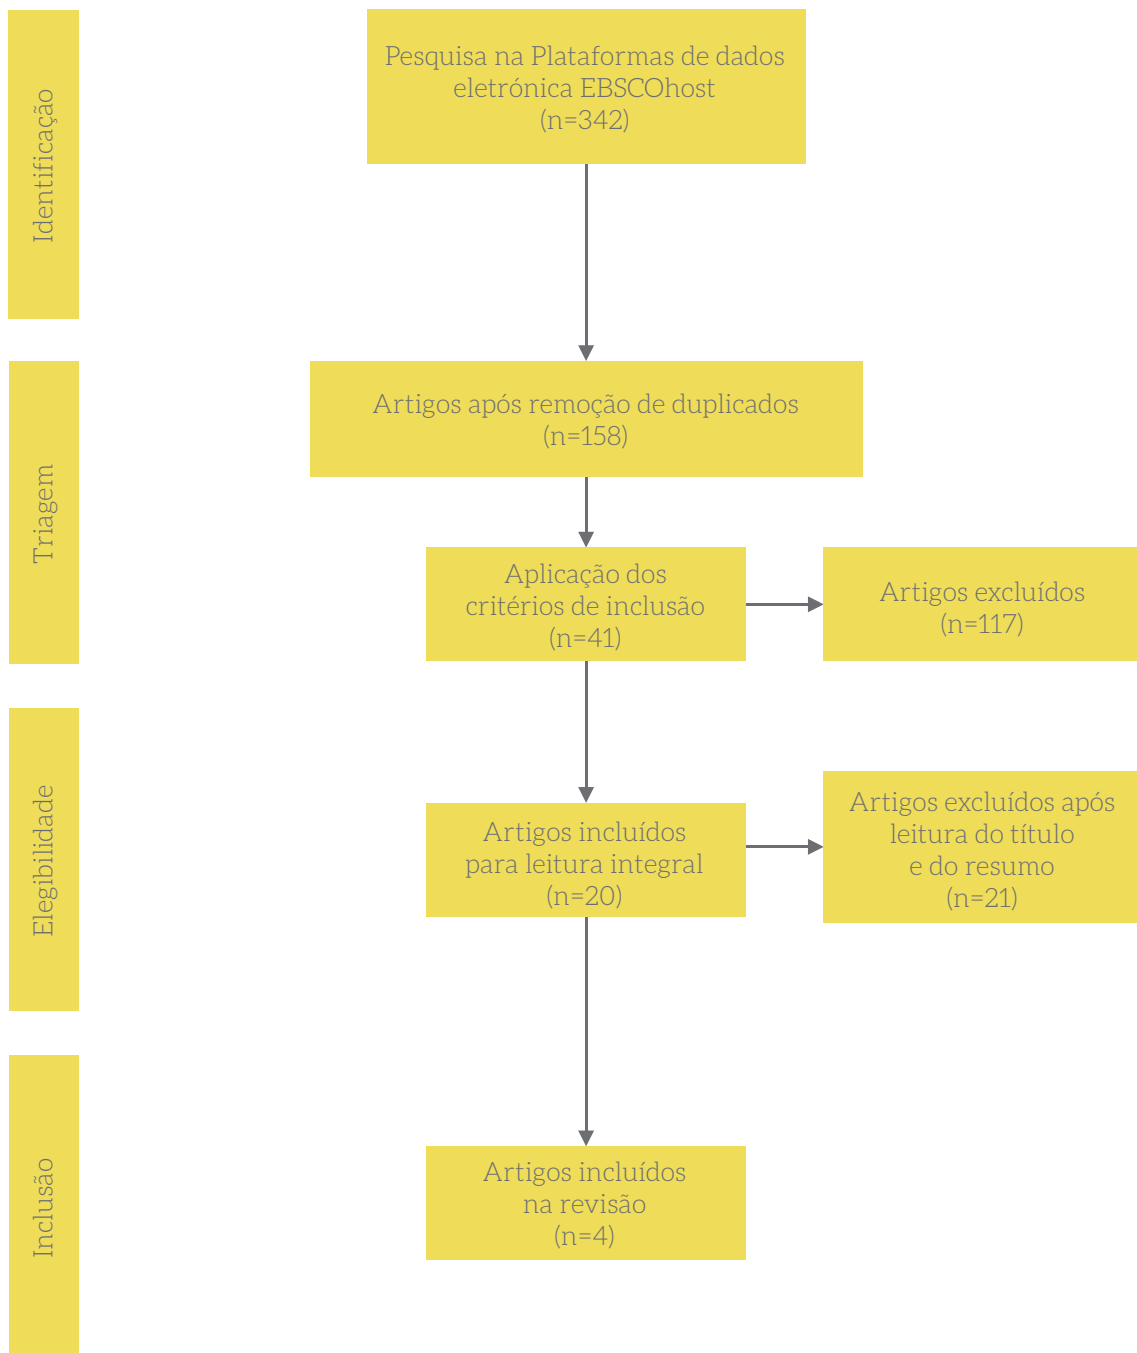 Identificação
Pesquisa na Plataformas de dados
eletrónica EBSCOhost
(n=342)
Triagem
Artigos após remoção de duplicados
(n=158)
Aplicação dos
critérios de inclusão
(n=41)
Artigos excluídos
(n=117)
Elegibilidade
Artigos incluídos
para leitura integral
(n=20)
Artigos excluídos após
leitura do título
e do resumo
(n=21)
Inclusão
Artigos incluídos
na revisão
(n=4)